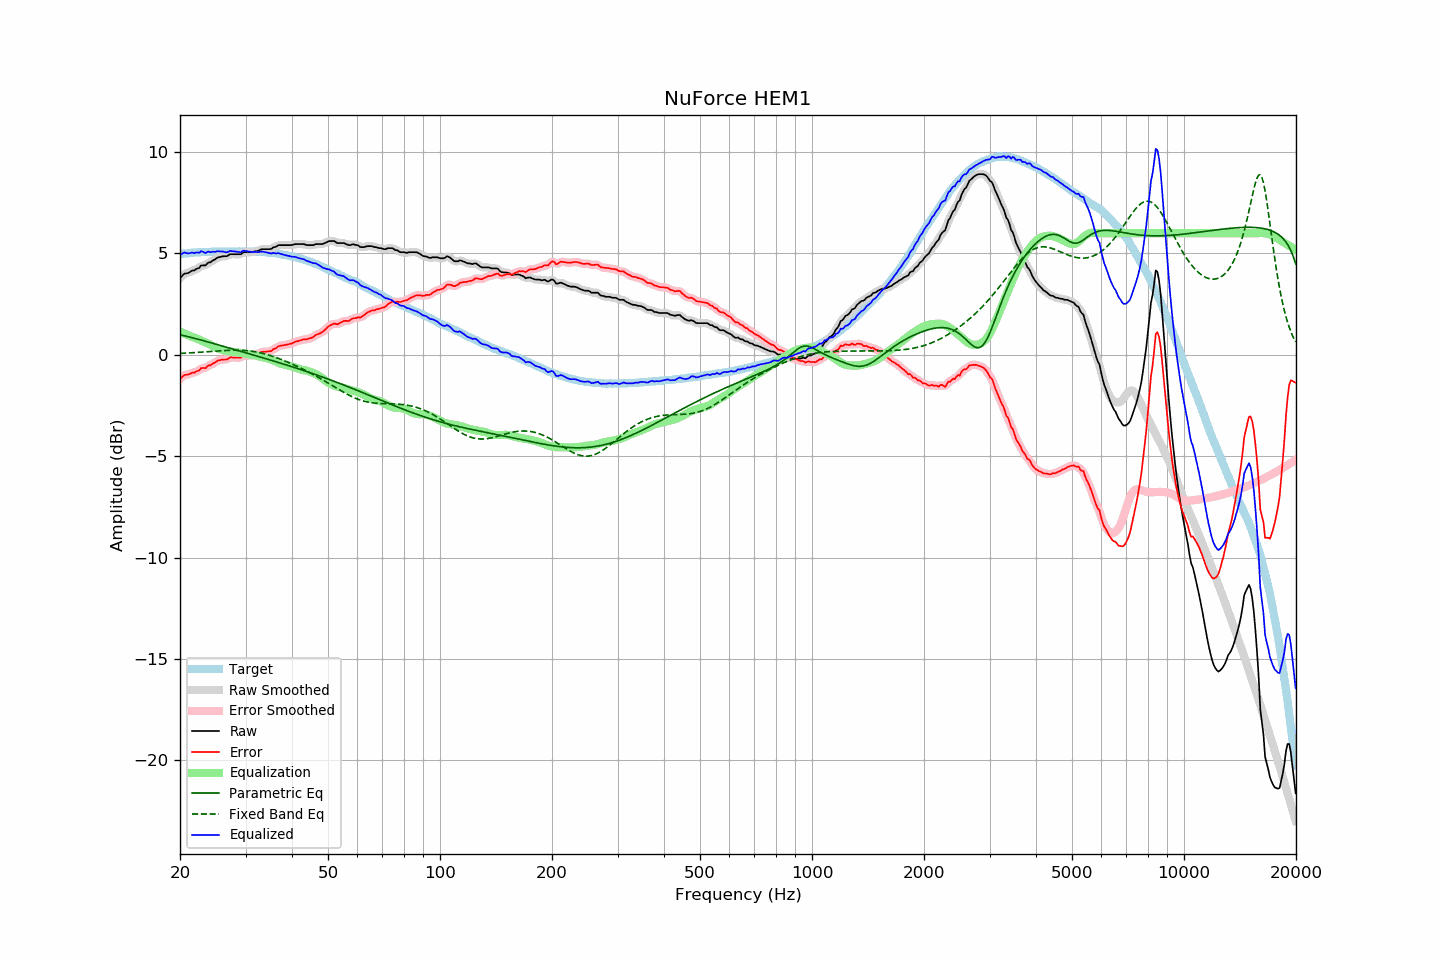 NuForce HEM1
Amplitude (dBr)
10
5
0
−5
−10
−15
−20
Target
Raw Smoothed
Error Smoothed
Raw
Error
Equalization
Parametric Eq
Fixed Band Eq
Equalized
20 50 100 200 500 1000 2000 5000 10000 20000
Frequency (Hz)